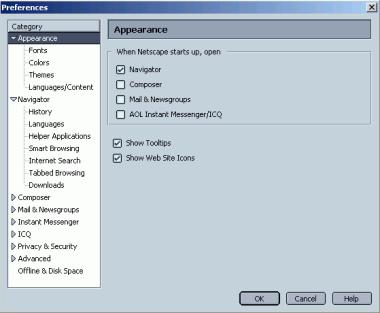 Preferences
Category
Appearance
Fonts
Colors
Themes
Languages/Content
Navigator
History
Languages
Helper Applications
Smart Browsing
Internet Search
Tabbed Browsing
Downloads
Composer
Mail & Newsgroups
Instant Messenger
ICQ
Privacy & Security
Advanced
Offline & Disk Space
Appearance
When Netscape starts up, open
Navigator
Composer
Mail & Newsgroups
AOL Instant Messenger/ICQ
Show Tooltips
Show Web Site Icons
OK Cancel Help